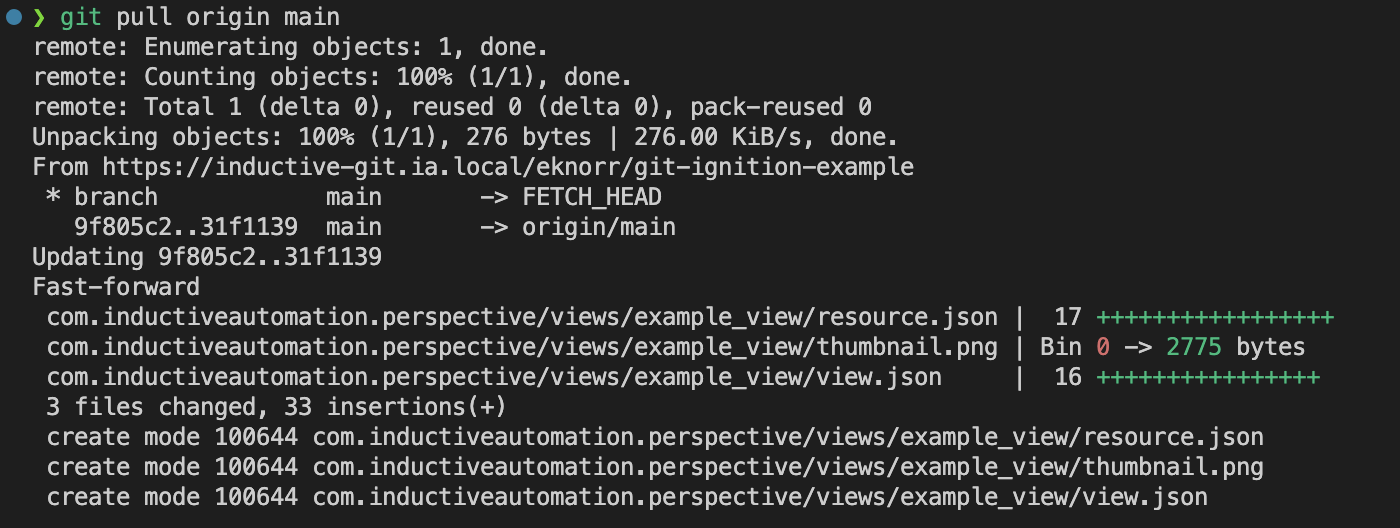 ❯ git pull origin main
remote: Enumerating objects: 1, done.
remote: Counting objects: 100% (1/1), done.
remote: Total 1 (delta 0), reused 0 (delta 0), pack-reused 0
Unpacking objects: 100% (1/1), 276 bytes | 276.00 KiB/s, done.
From https://inductive-git.ia.local/eknorr/git-ignition-example
 * branch            main       -> FETCH_HEAD
   9f805c2..31f1139  main       -> origin/main
Updating 9f805c2..31f1139
Fast-forward
 com.inductiveautomation.perspective/views/example_view/resource.json |  17 +++++++++++++++++
 com.inductiveautomation.perspective/views/example_view/thumbnail.png | Bin 0 -> 2775 bytes
 com.inductiveautomation.perspective/views/example_view/view.json     |  16 ++++++++++++++++
 3 files changed, 33 insertions(+)
 create mode 100644 com.inductiveautomation.perspective/views/example_view/resource.json
 create mode 100644 com.inductiveautomation.perspective/views/example_view/thumbnail.png
 create mode 100644 com.inductiveautomation.perspective/views/example_view/view.json